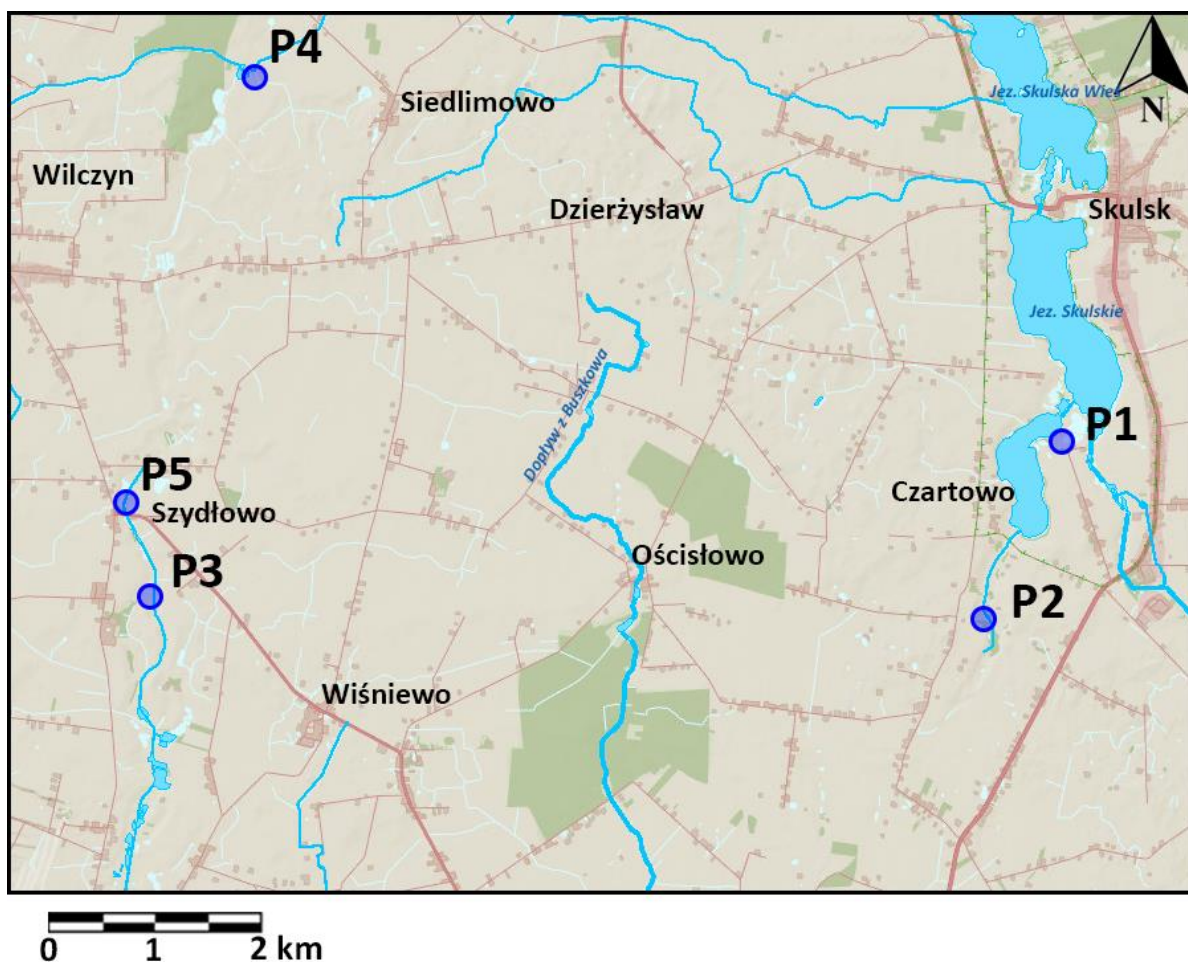 P4
Siedlimowo
Jez. Skulska Wieś
N
Wilczyn
Dzierżysław
Skulsk
Jez. Skulskie
Dopływ z Buszkowa
P1
P5
Szydłowo
Czartowo
Ościsłowo
P3
P2
Wiśniewo
0 1 2 km